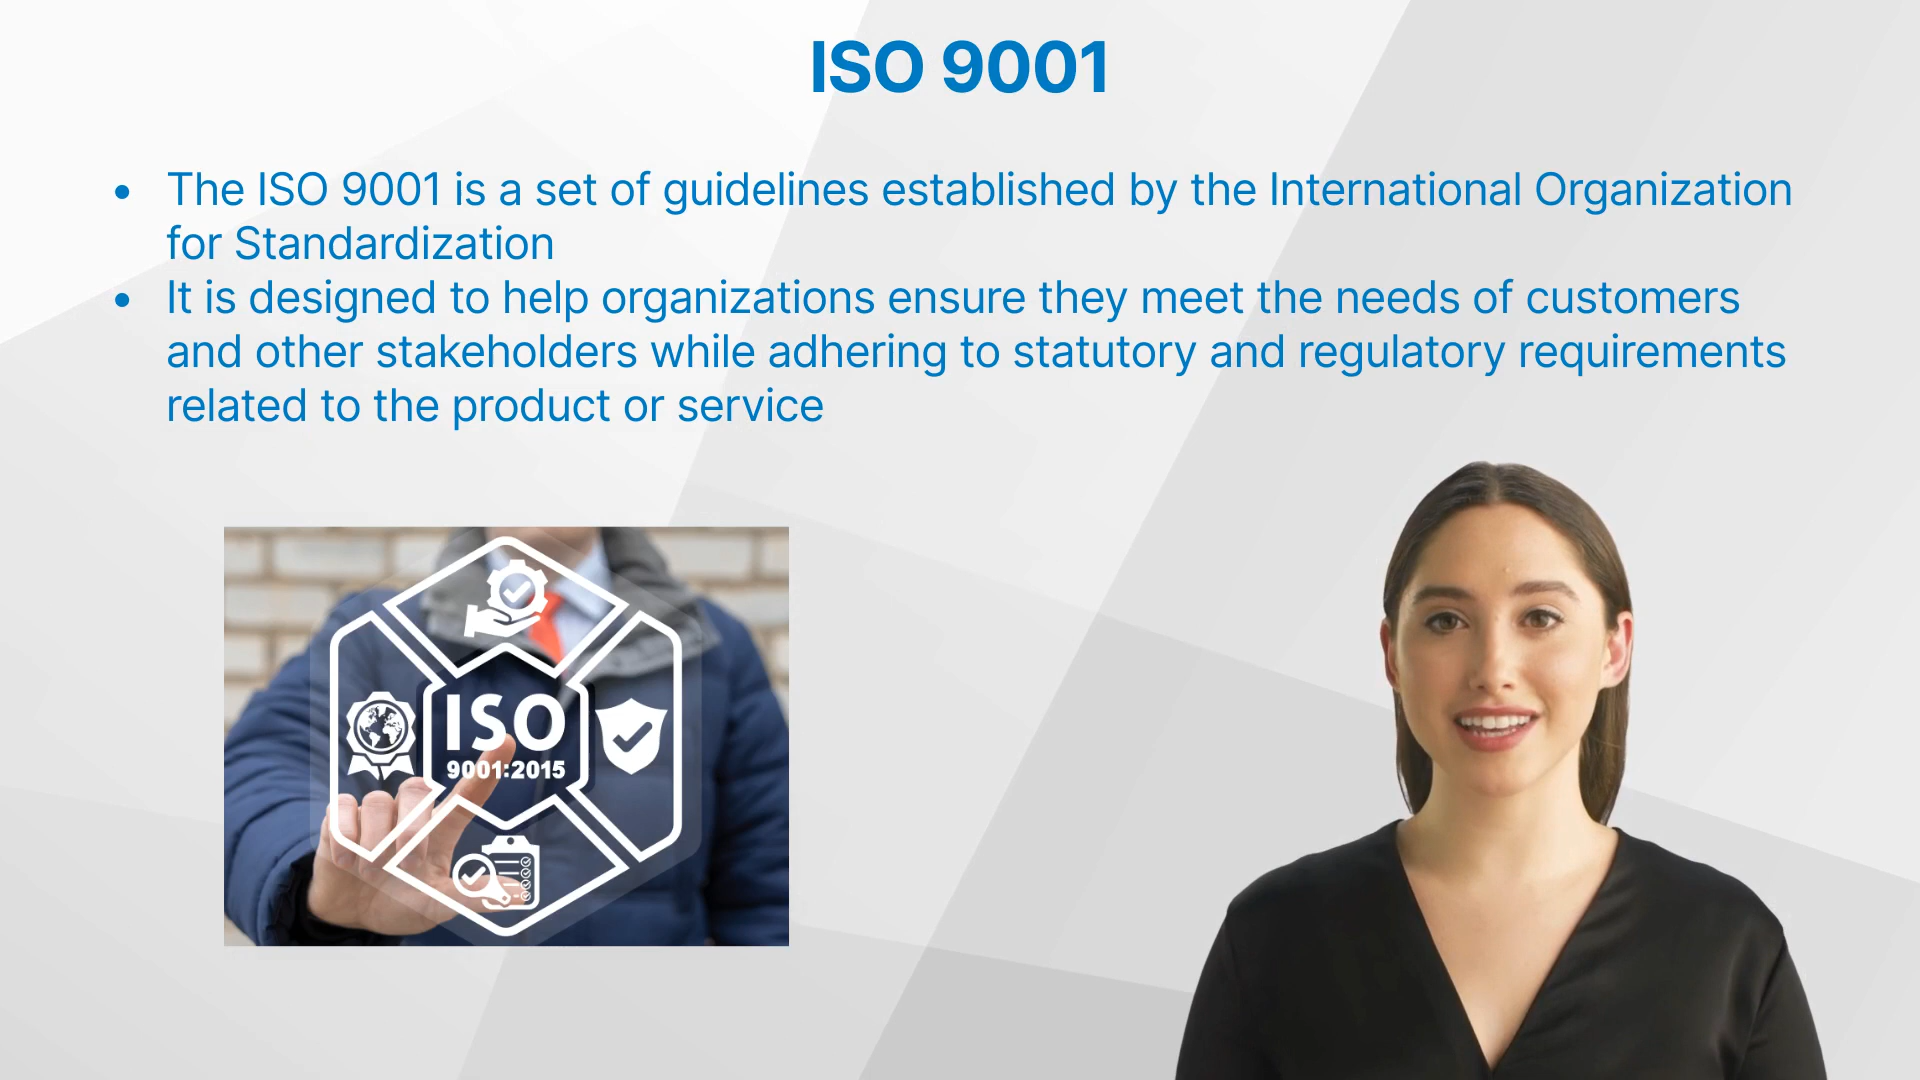 ISO 9001
• The ISO 9001 is a set of guidelines established by the International Organization
for Standardization
• It is designed to help organizations ensure they meet the needs of customers
and other stakeholders while adhering to statutory and regulatory requirements
related to the product or service
ISO
9001:2015